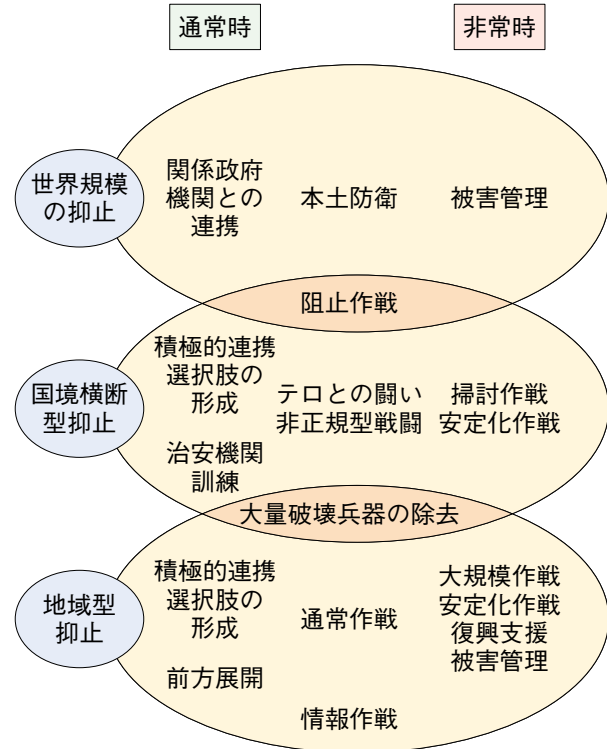 通常時
非常時
世界規模
の抑止
関係政府
機関との
連携
本土防衛
被害管理
阻止作戦
国境横断
型抑止
積極的連携
選択肢の
形成
治安機関
訓練
テロとの闘い
非正規型戦闘
掃討作戦
安定化作戦
大量破壊兵器の除去
地域型
抑止
積極的連携
選択肢の
形成
前方展開
通常作戦
情報作戦
大規模作戦
安定化作戦
復興支援
被害管理